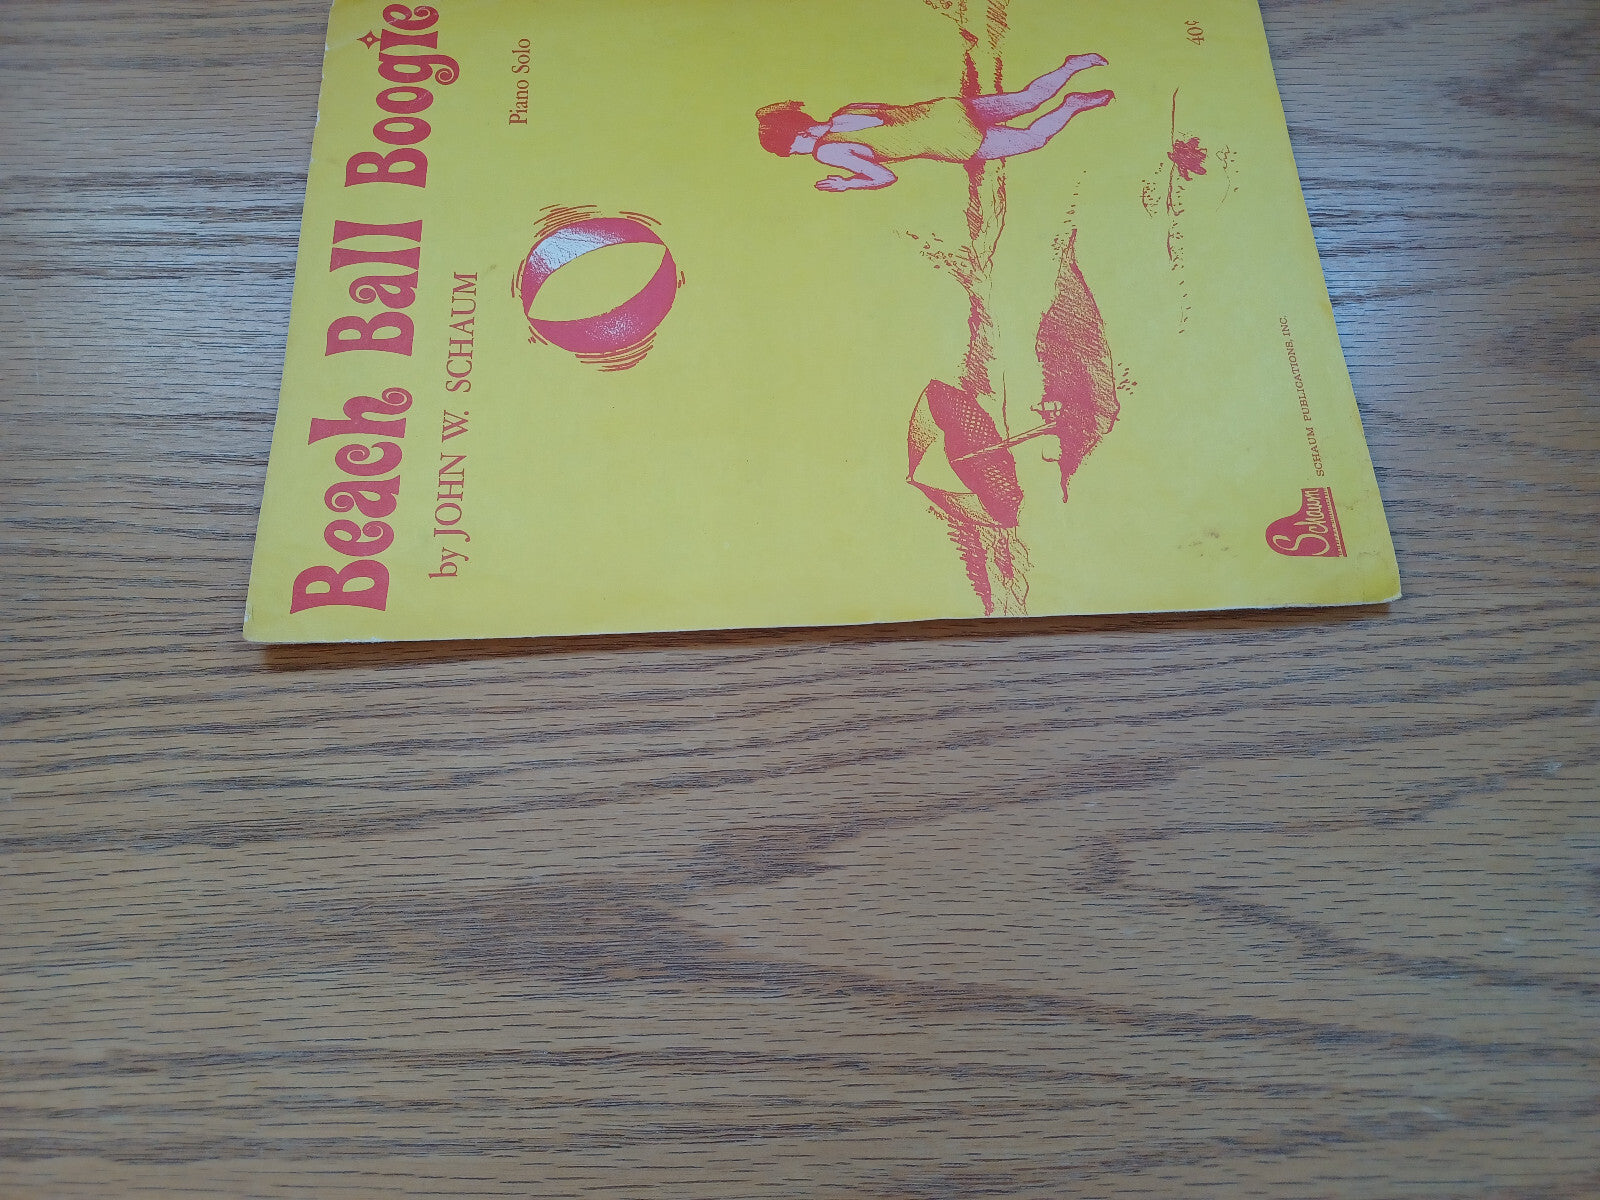 Beach Ball Boogie
by JOHN W. SCHAUM
Piano Solo
40¢
Schaum
SCHAUM PUBLICATIONS, INC.